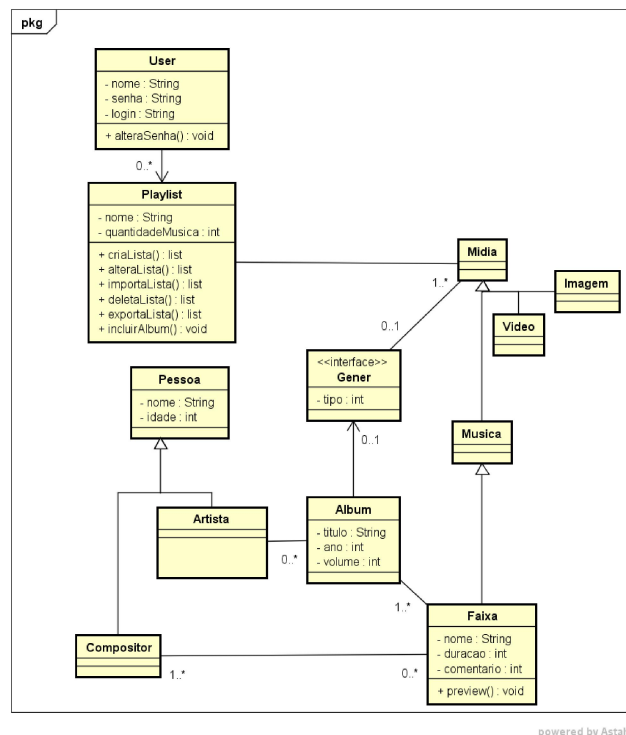 pkg
User
- nome : String
- senha : String
- login : String
+ alteraSenha() : void
0..*
Playlist
- nome : String
- quantidadeMusica : int
+ criaLista() : list
+ alteraLista() : list
+ importaLista() : list
+ deletaLista() : list
+ exportaLista() : list
+ incluirAlbum() : void
Midia
1..*
Imagem
Video
0..1
<<interface>>
Gener
- tipo : int
Pessoa
- nome : String
- idade : int
Musica
0..1
Artista
0..*
Album
- titulo : String
- ano : int
- volume : int
1..*
Faixa
- nome : String
- duracao : int
- comentario : int
+ preview() : void
Compositor
1..*
0..*
powered by Astah